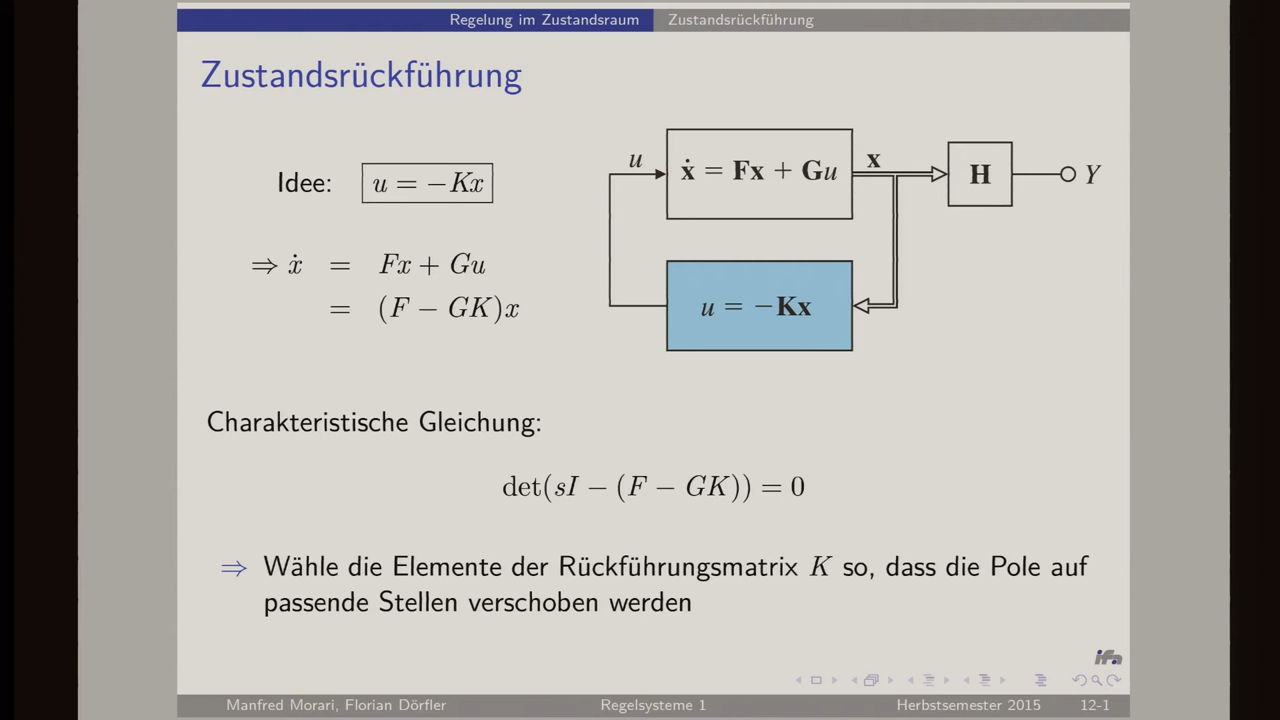 Regelung im Zustandsraum Zustandsrückführung
Zustandsrückführung
Idee: u = −Kx
⇒ ẋ = Fx + Gu
= (F − GK)x
u
ẋ = Fx + Gu
x
H
Y
u = −Kx
Charakteristische Gleichung:
det(sI − (F − GK)) = 0
⇒ Wähle die Elemente der Rückführungsmatrix K so, dass die Pole auf
passende Stellen verschoben werden
ifa
Manfred Morari, Florian Dörfler Regelsysteme 1 Herbstsemester 2015 12-1